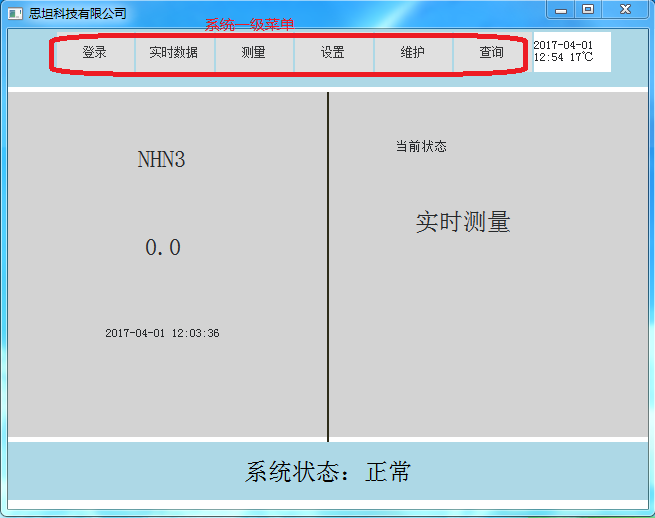 思坦科技有限公司
系统一级菜单
登录 实时数据 测量 设置 维护 查询
2017-04-01
12:54 17℃
当前状态
NHN3
实时测量
0.0
2017-04-01 12:03:36
系统状态：正常